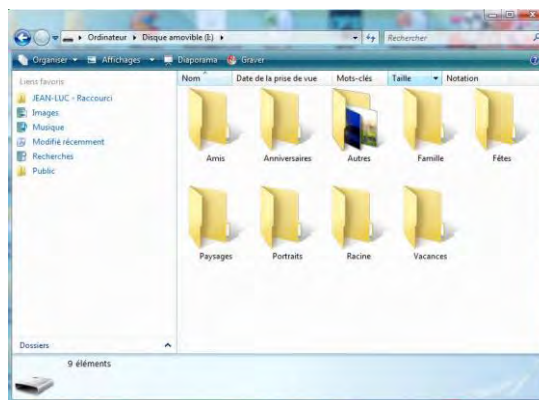 Ordinateur ▸ Disque amovible (I:) ▸
Rechercher
Organiser Affichages Diaporama Graver
Liens favoris
JEAN-LUC - Raccourci
Images
Musique
Modifié récemment
Recherches
Public
Dossiers
Nom Date de la prise de vue Mots-clés Taille Notation
Amis Anniversaires Autres Famille Fêtes
Paysages Portraits Racine Vacances
9 éléments